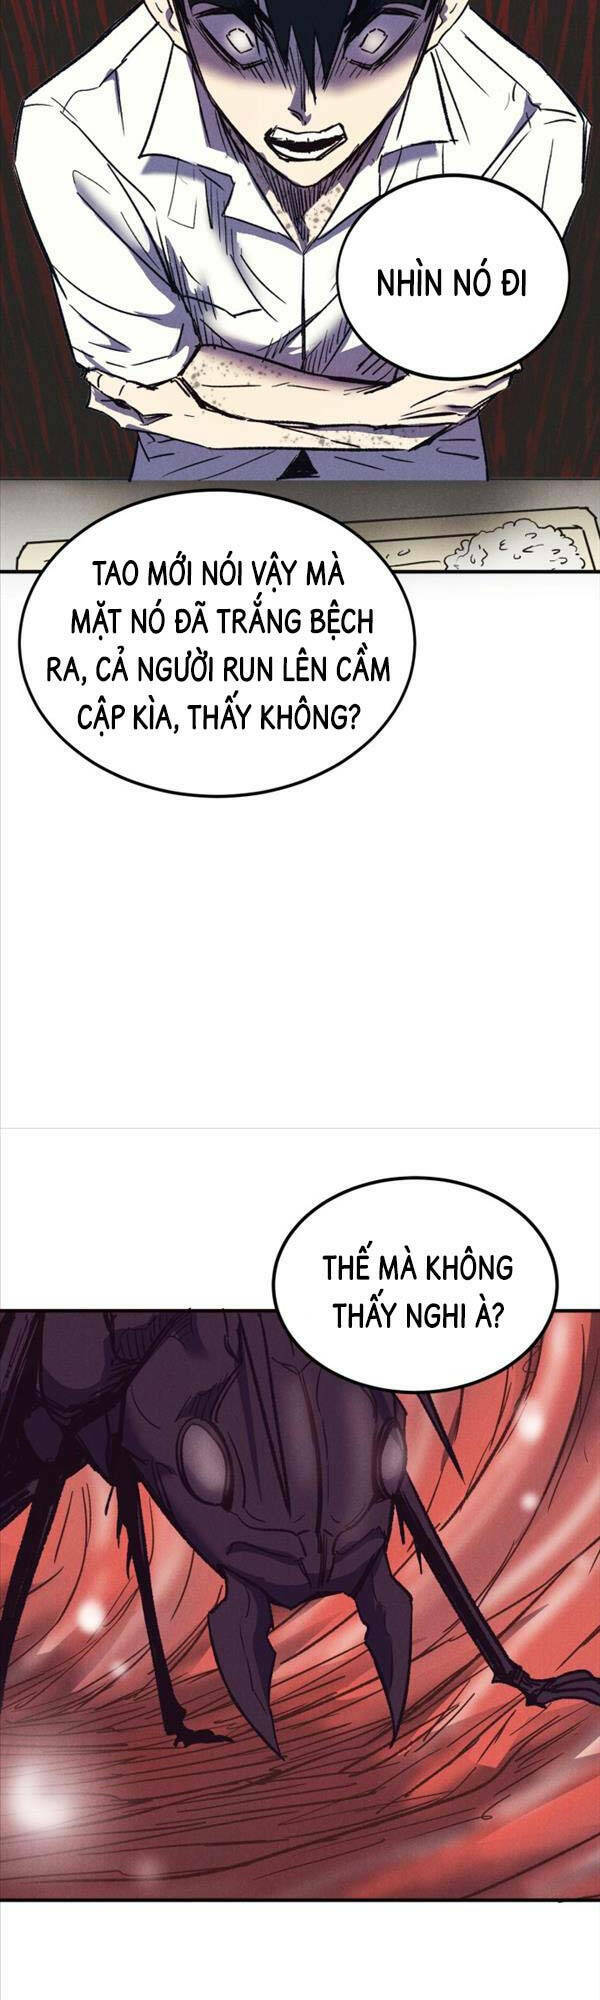 NHÌN NÓ ĐI
TAO MỚI NÓI VẬY MÀ
MẶT NÓ ĐÃ TRẮNG BỆCH
RA, CẢ NGƯỜI RUN LÊN CẦM
CẬP KÌA, THẤY KHÔNG?
THẾ MÀ KHÔNG
THẤY NGHI À?